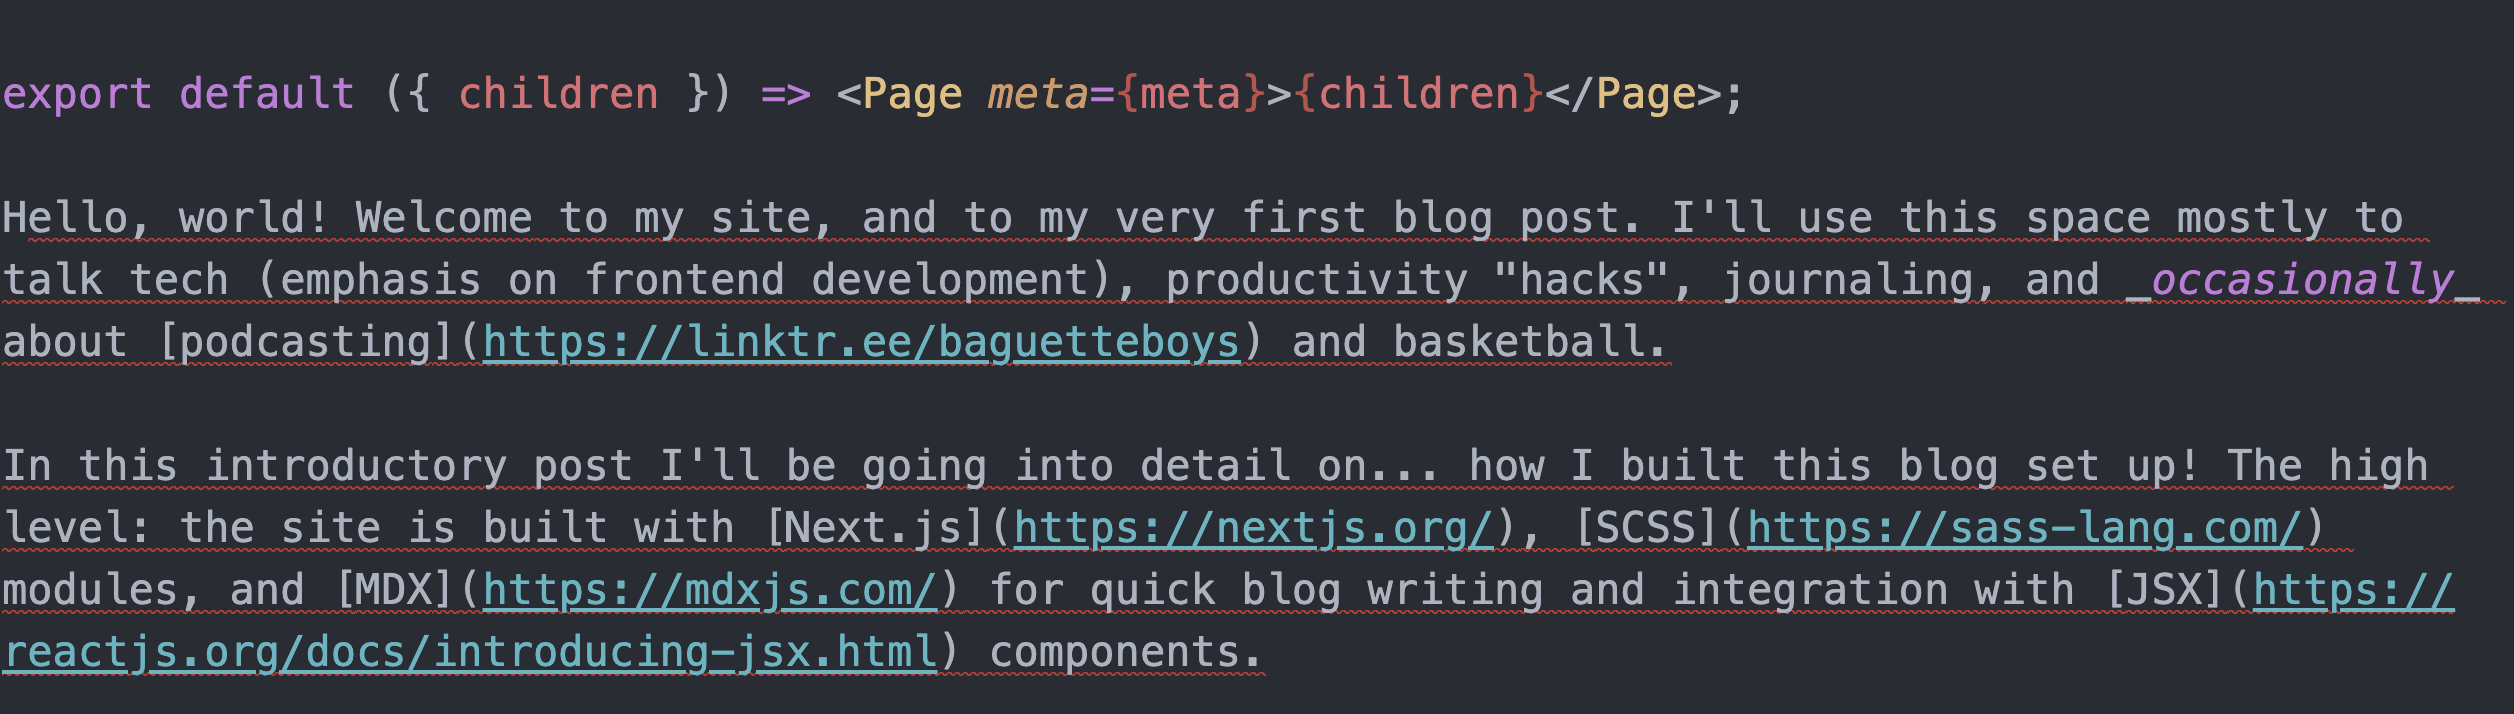 export default ({ children }) => <Page meta={meta}>{children}</Page>;
Hello, world! Welcome to my site, and to my very first blog post. I'll use this space mostly to
talk tech (emphasis on frontend development), productivity "hacks", journaling, and _occasionally_
about [podcasting](https://linktr.ee/baguetteboys) and basketball.
In this introductory post I'll be going into detail on... how I built this blog set up! The high
level: the site is built with [Next.js](https://nextjs.org/), [SCSS](https://sass-lang.com/)
modules, and [MDX](https://mdxjs.com/) for quick blog writing and integration with [JSX](https://
reactjs.org/docs/introducing-jsx.html) components.